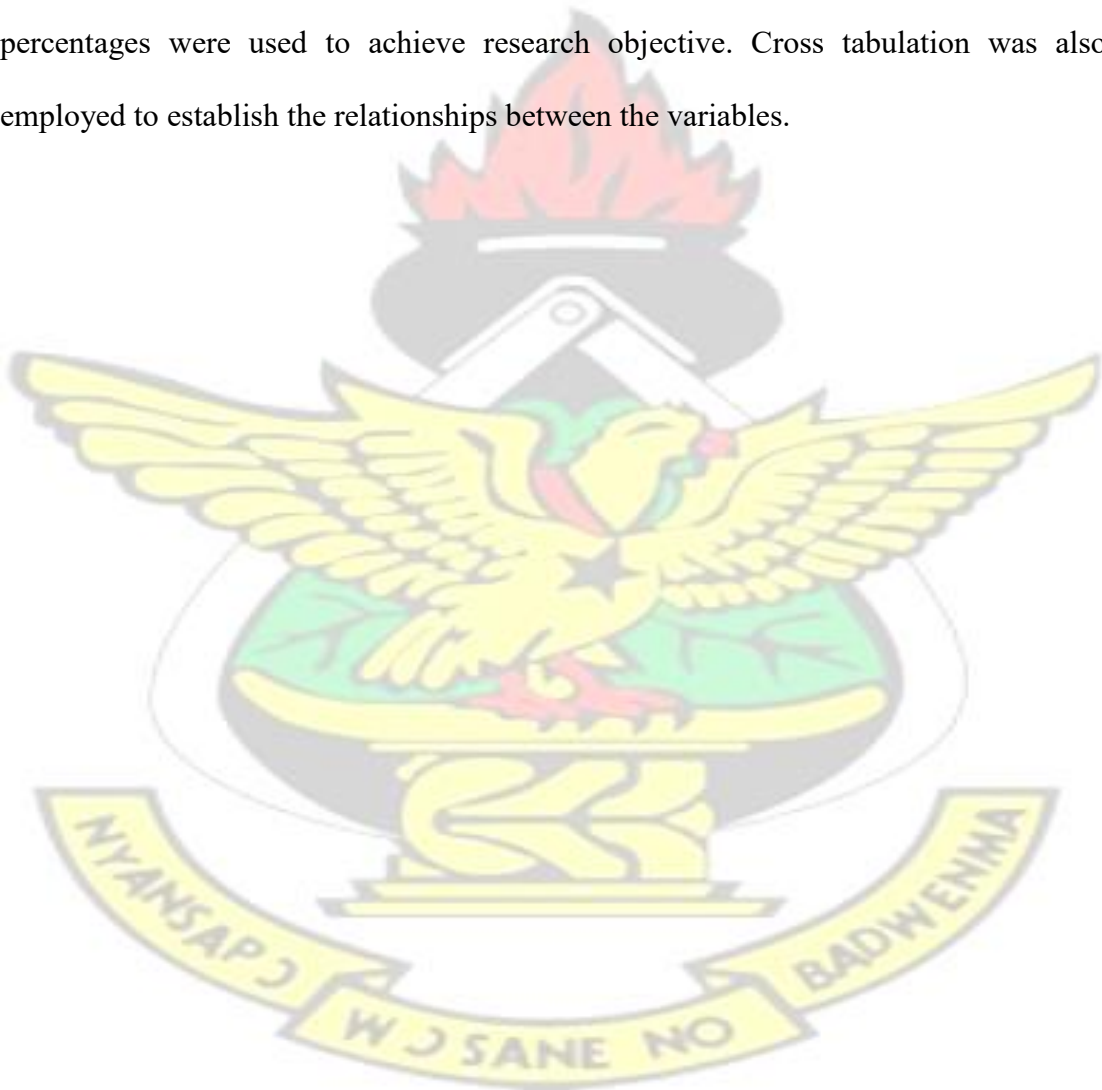 percentages were used to achieve research objective. Cross tabulation was also
employed to establish the relationships between the variables.
NYANSAPƆ
WƆSANE NO
BADWENMA